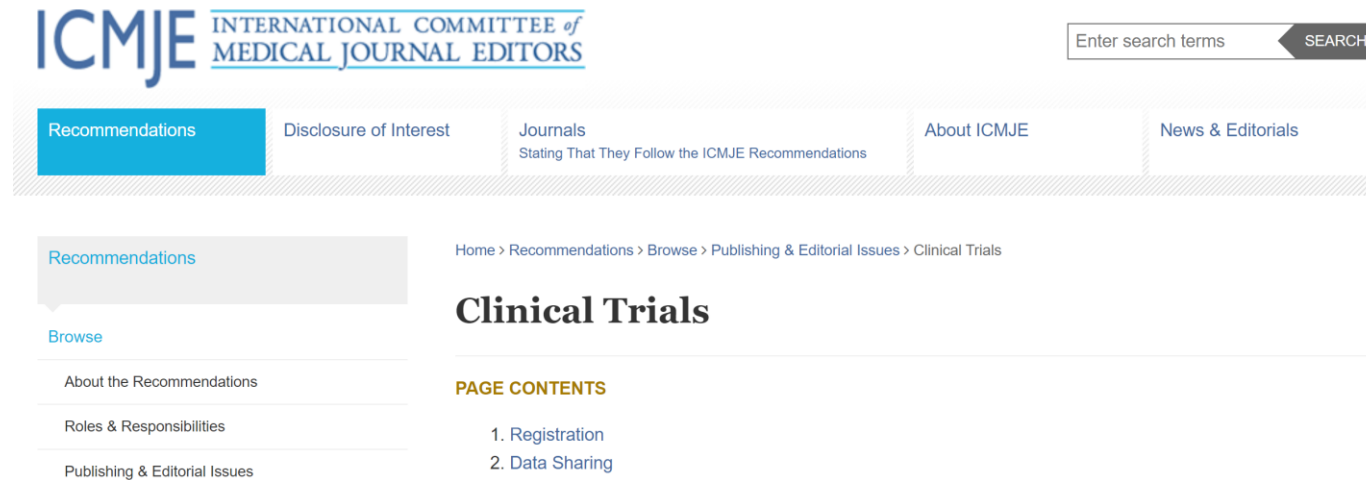 ICMJE INTERNATIONAL COMMITTEE of
MEDICAL JOURNAL EDITORS
Enter search terms
SEARCH
Recommendations
Disclosure of Interest
Journals
Stating That They Follow the ICMJE Recommendations
About ICMJE
News & Editorials
Recommendations
Browse
About the Recommendations
Roles & Responsibilities
Publishing & Editorial Issues
Home > Recommendations > Browse > Publishing & Editorial Issues > Clinical Trials
Clinical Trials
PAGE CONTENTS
1. Registration
2. Data Sharing